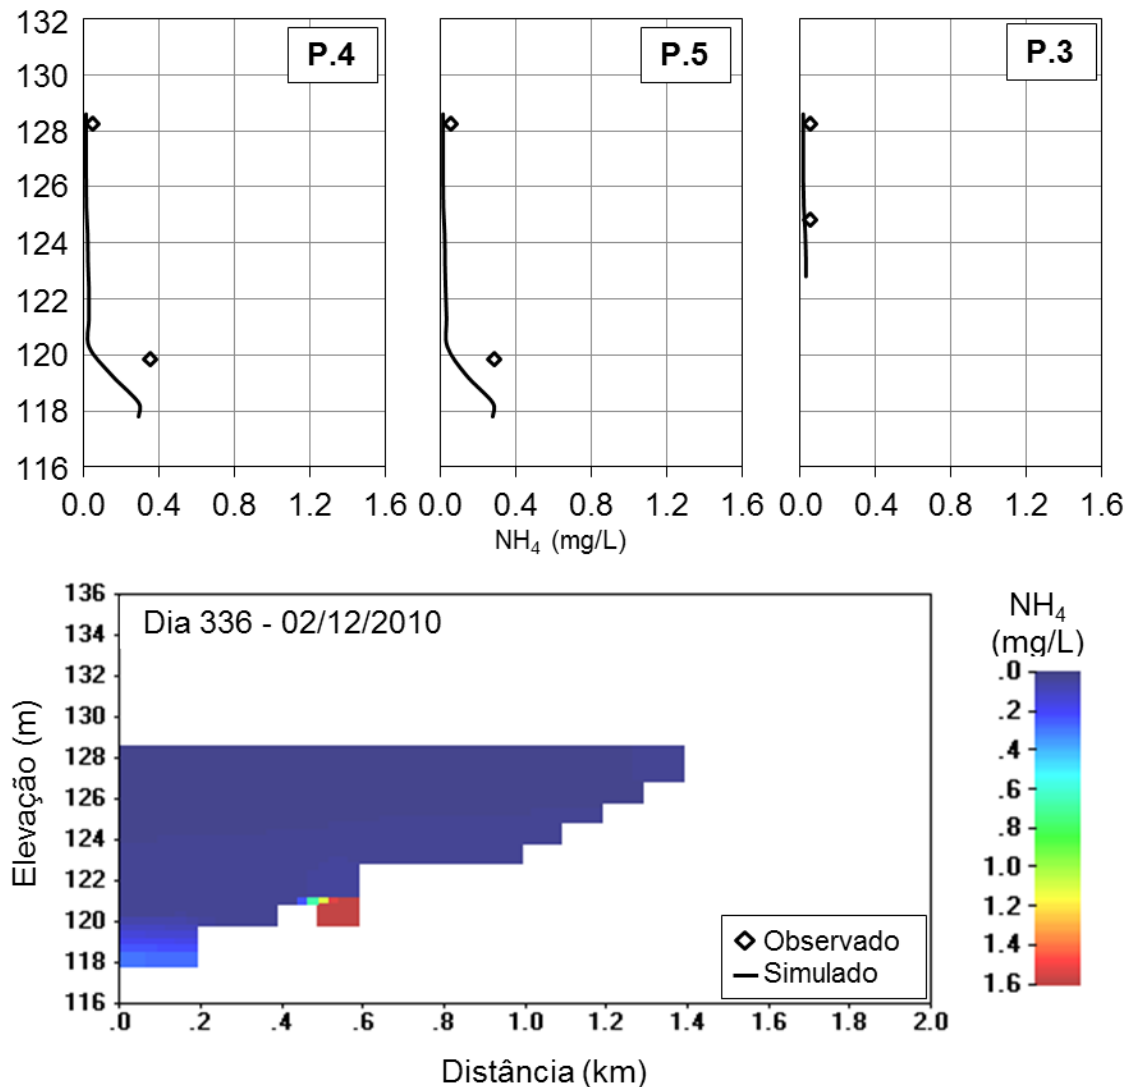 132
130
128
126
124
122
120
118
116
P.4
P.5
P.3
0.0 0.4 0.8 1.2 1.6
0.0 0.4 0.8 1.2 1.6
0.0 0.4 0.8 1.2 1.6
NH₄ (mg/L)
136
134
132
130
128
126
124
122
120
118
116
Elevação (m)
Dia 336 - 02/12/2010
Observado
Simulado
.0 .2 .4 .6 .8 1.0 1.2 1.4 1.6 1.8 2.0
Distância (km)
NH₄
(mg/L)
.0
.2
.4
.6
.8
1.0
1.2
1.4
1.6